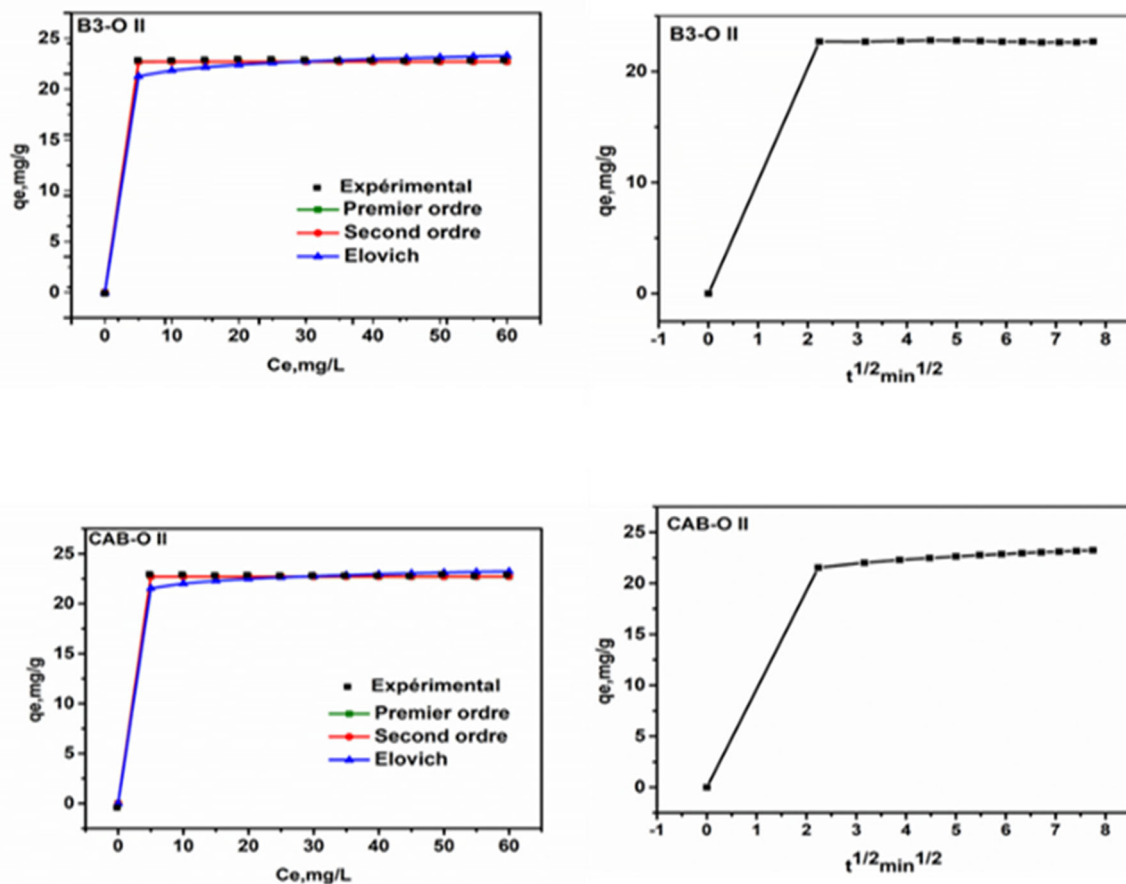 B3-O II
25
20
15
10
5
0
qe,mg/g
Expérimental
Premier ordre
Second ordre
Elovich
0 10 20 30 40 50 60
Ce,mg/L
B3-O II
20
10
0
qe,mg/g
-1 0 1 2 3 4 5 6 7 8
t1/2min1/2
CAB-O II
25
20
15
10
5
0
qe,mg/g
Expérimental
Premier ordre
Second ordre
Elovich
0 10 20 30 40 50 60
Ce,mg/L
CAB-O II
25
20
15
10
5
0
qe,mg/g
-1 0 1 2 3 4 5 6 7 8
t1/2min1/2